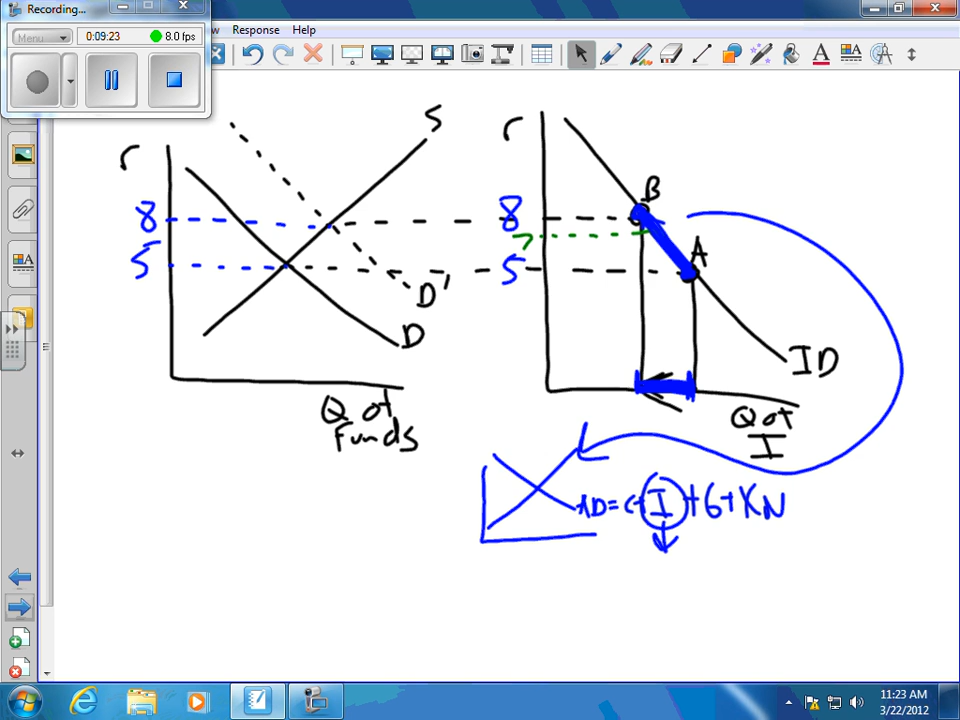 Recording...
Menu
0:09:23
8.0 fps
Response
Help
r
S
8
5
D'
D
Q of
Funds
r
B
8
7
5
A
ID
Q of
I
AD=C+I+G+XN
11:23 AM
3/22/2012